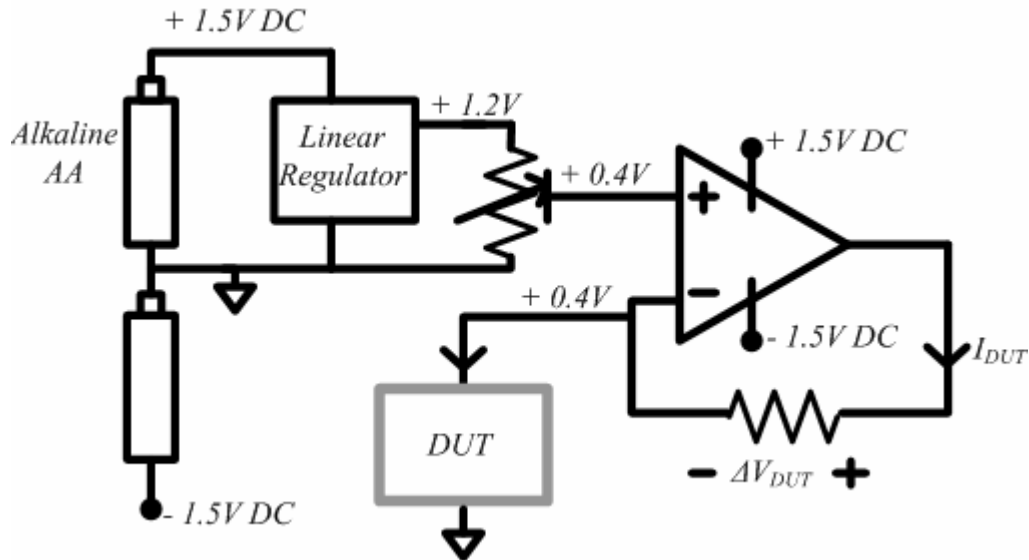 + 1.5V DC
Alkaline
AA
Linear
Regulator
+ 1.2V
+ 0.4V
+
-
+ 1.5V DC
- 1.5V DC
+ 0.4V
I_DUT
DUT
- ΔV_DUT +
- 1.5V DC